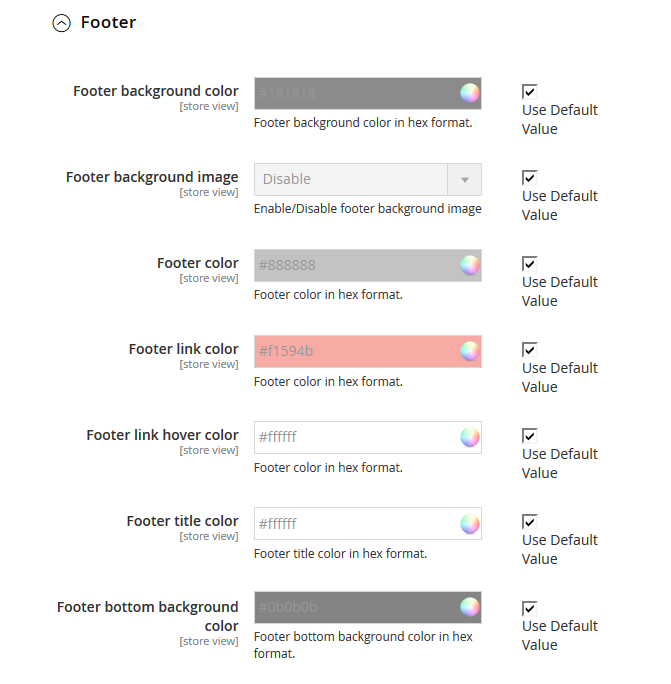 Footer
Footer background color
[store view]
#181818
Footer background color in hex format.
Use Default
Value
Footer background image
[store view]
Disable
Enable/Disable footer background image
Use Default
Value
Footer color
[store view]
#888888
Footer color in hex format.
Use Default
Value
Footer link color
[store view]
#f1594b
Footer color in hex format.
Use Default
Value
Footer link hover color
[store view]
#ffffff
Footer color in hex format.
Use Default
Value
Footer title color
[store view]
#ffffff
Footer title color in hex format.
Use Default
Value
Footer bottom background
color
[store view]
#0b0b0b
Footer bottom background color in hex
format.
Use Default
Value